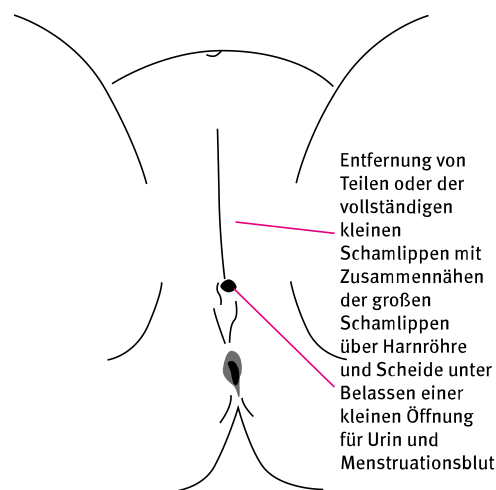 Entfernung von
Teilen oder der
vollständigen
kleinen
Schamlippen mit
Zusammennähen
der großen
Schamlippen
über Harnröhre
und Scheide unter
Belassen einer
kleinen Öffnung
für Urin und
Menstruationsblut